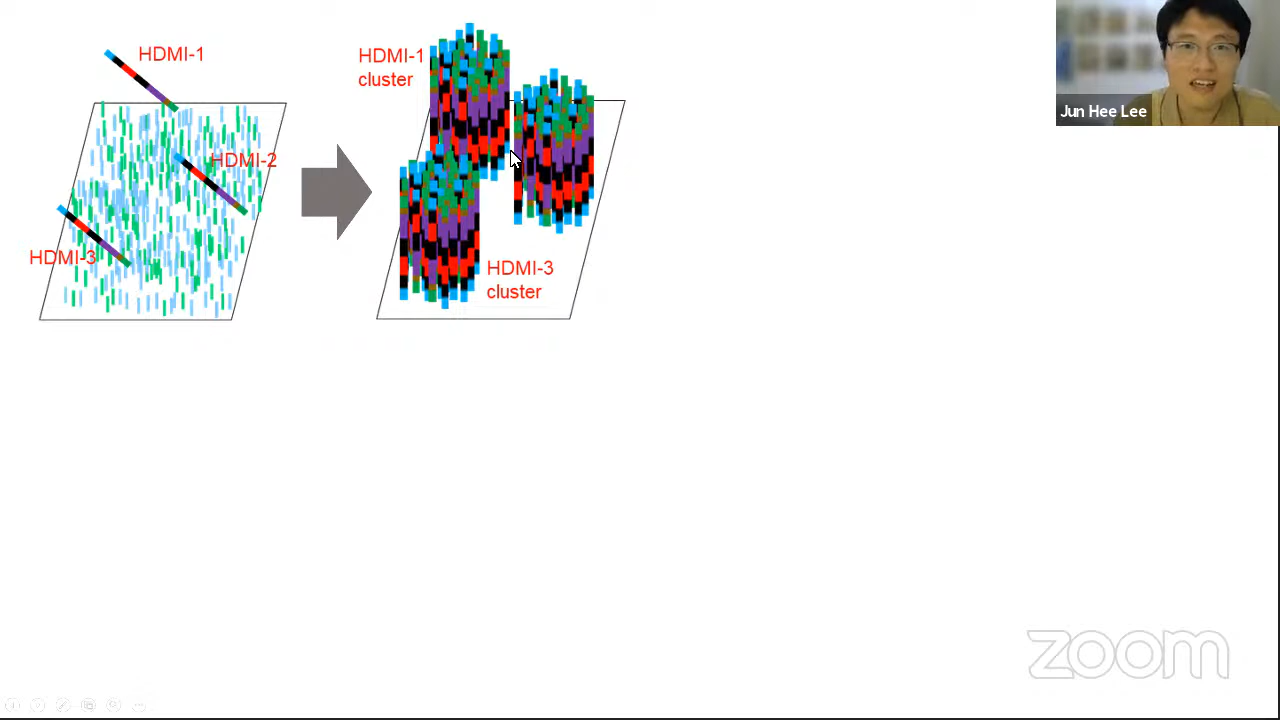 HDMI-1
HDMI-2
HDMI-3
HDMI-1
cluster
HDMI-3
cluster
Jun Hee Lee
zoom